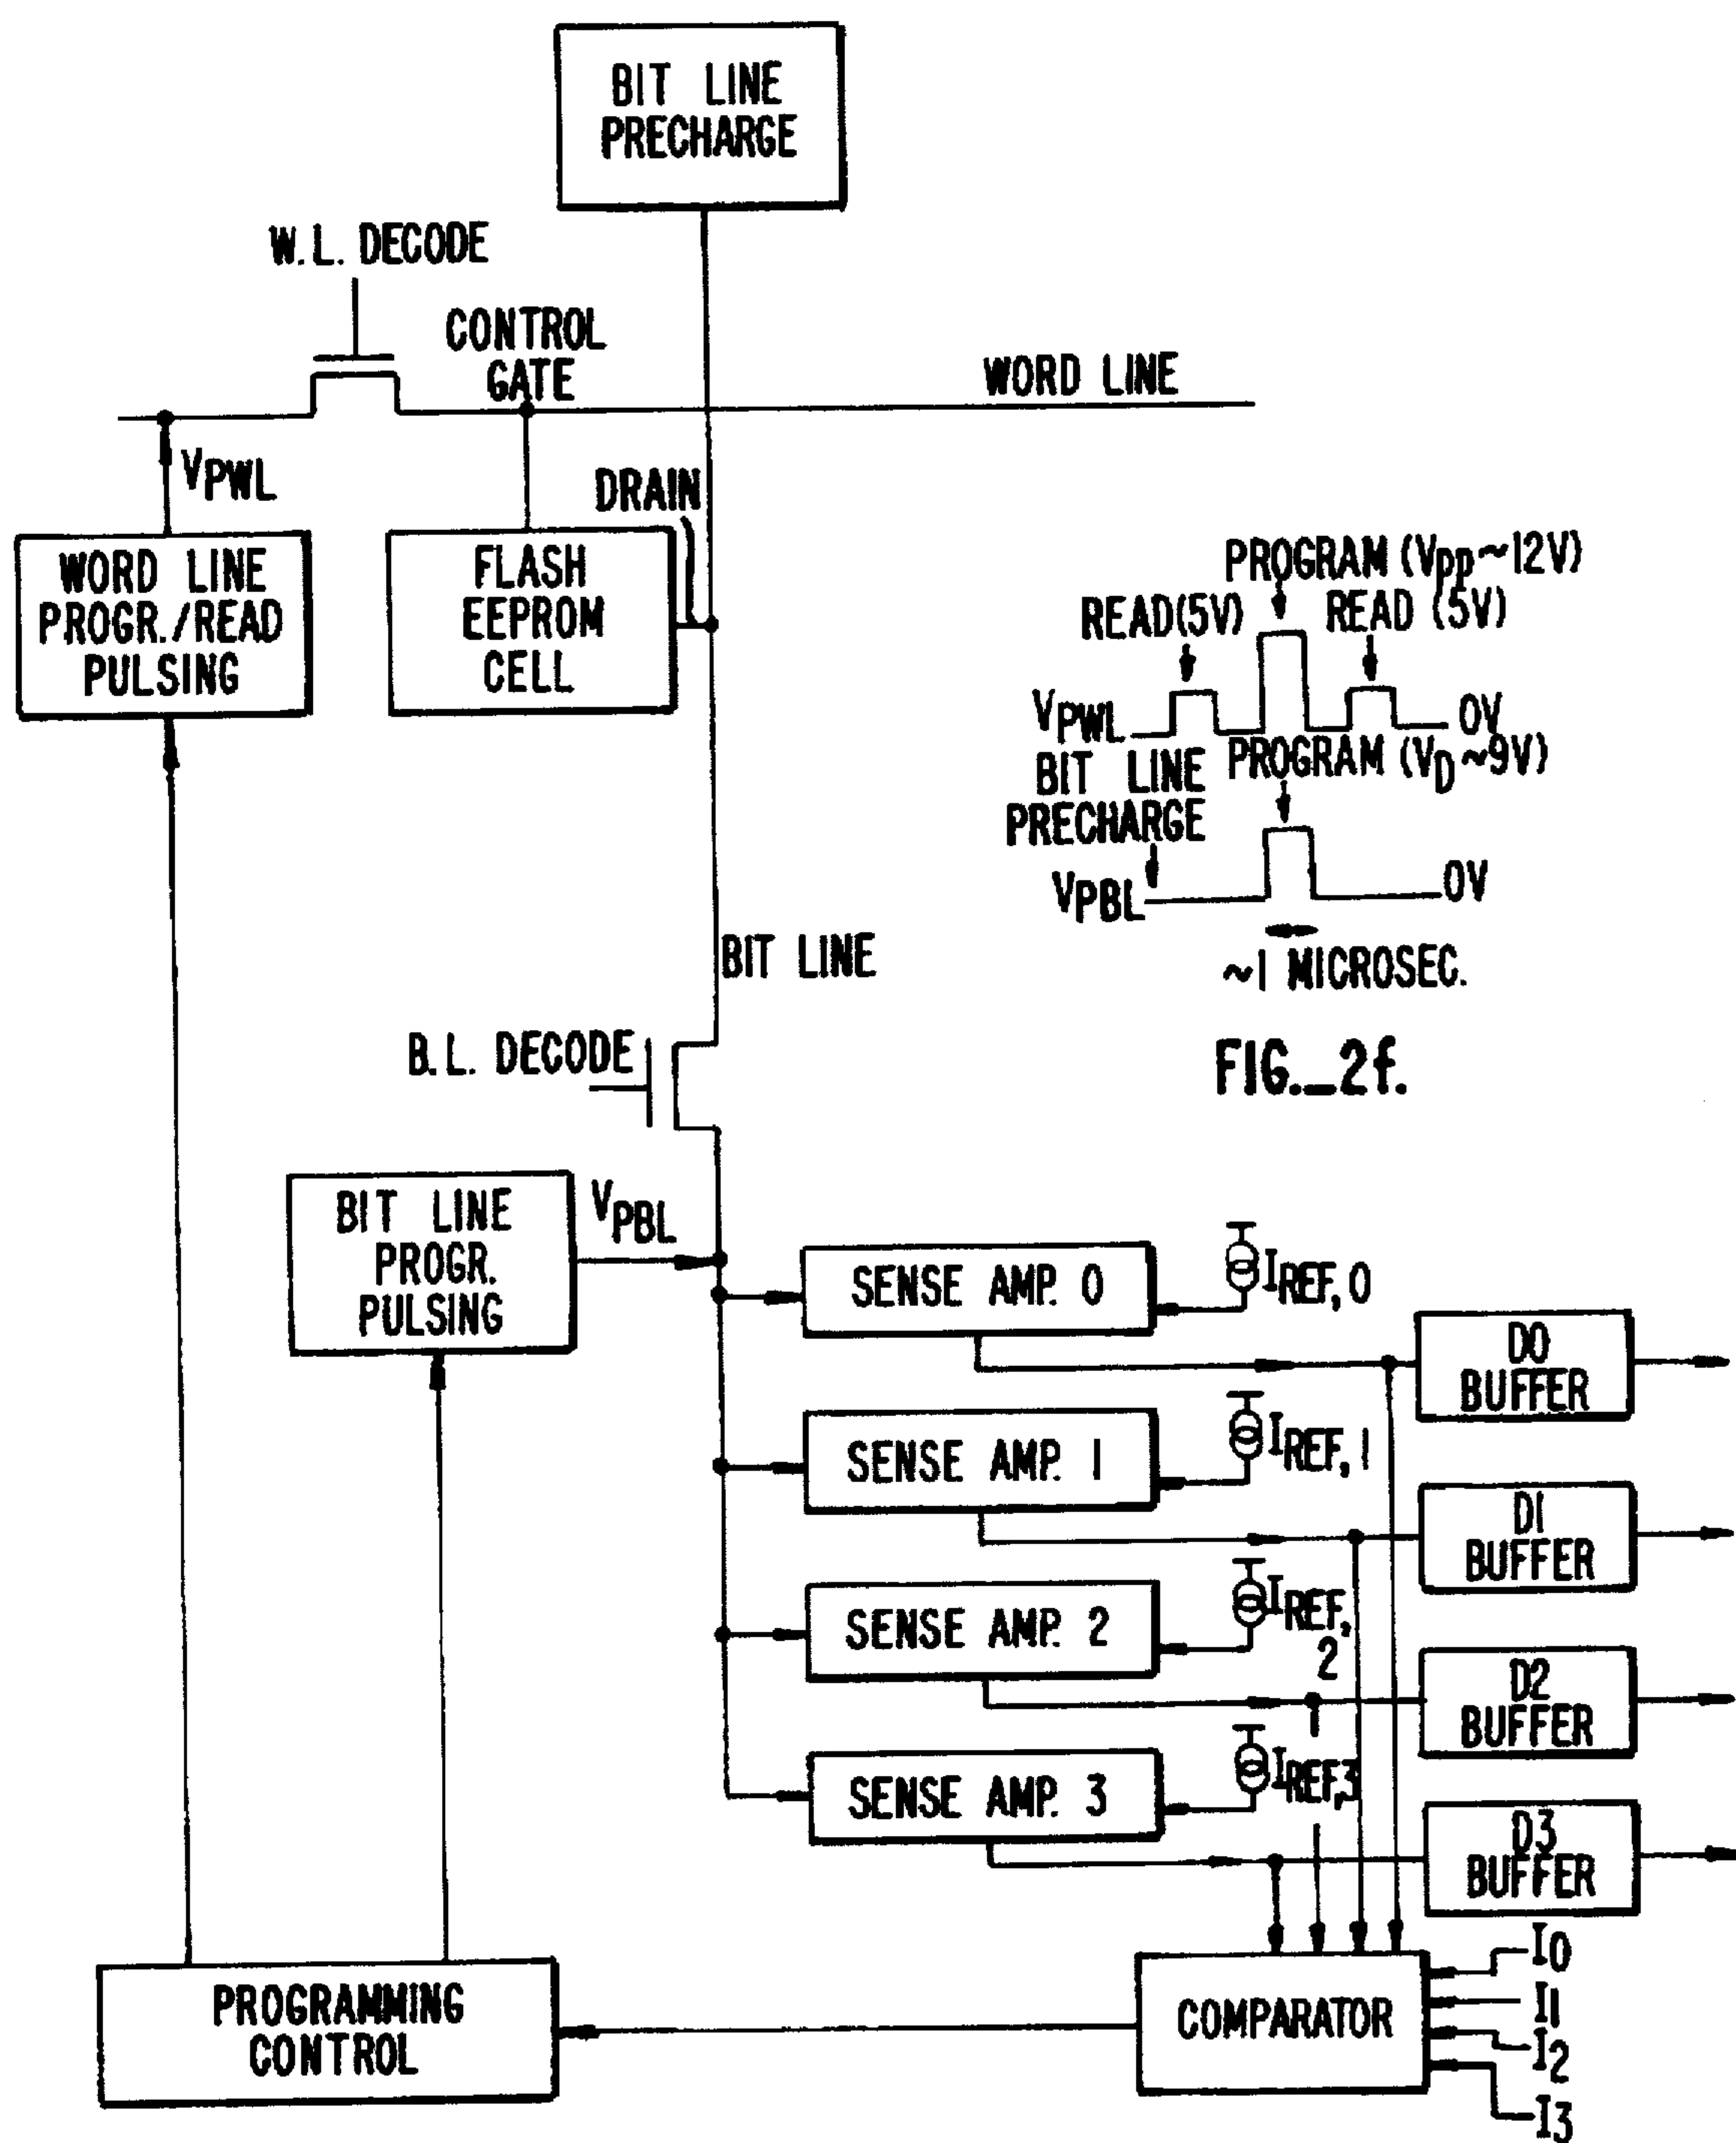 BIT LINE
PRECHARGE
W.L. DECODE
CONTROL
GATE
WORD LINE
VPWL
DRAIN
WORD LINE
PROGR./READ
PULSING
FLASH
EEPROM
CELL
PROGRAM (Vpp~12V)
READ(5V)
READ (5V)
VPWL
0V
BIT LINE
PRECHARGE
PROGRAM (VD~9V)
VPBL
0V
~1 MICROSEC.
BIT LINE
FIG._2f.
B.L. DECODE
BIT LINE
PROGR.
PULSING
VPBL
SENSE AMP. 0
IREF, 0
D0
BUFFER
SENSE AMP. 1
IREF, 1
D1
BUFFER
SENSE AMP. 2
IREF,
2
D2
BUFFER
SENSE AMP. 3
IREF,3
D3
BUFFER
PROGRAMMING
CONTROL
COMPARATOR
I0
I1
I2
I3